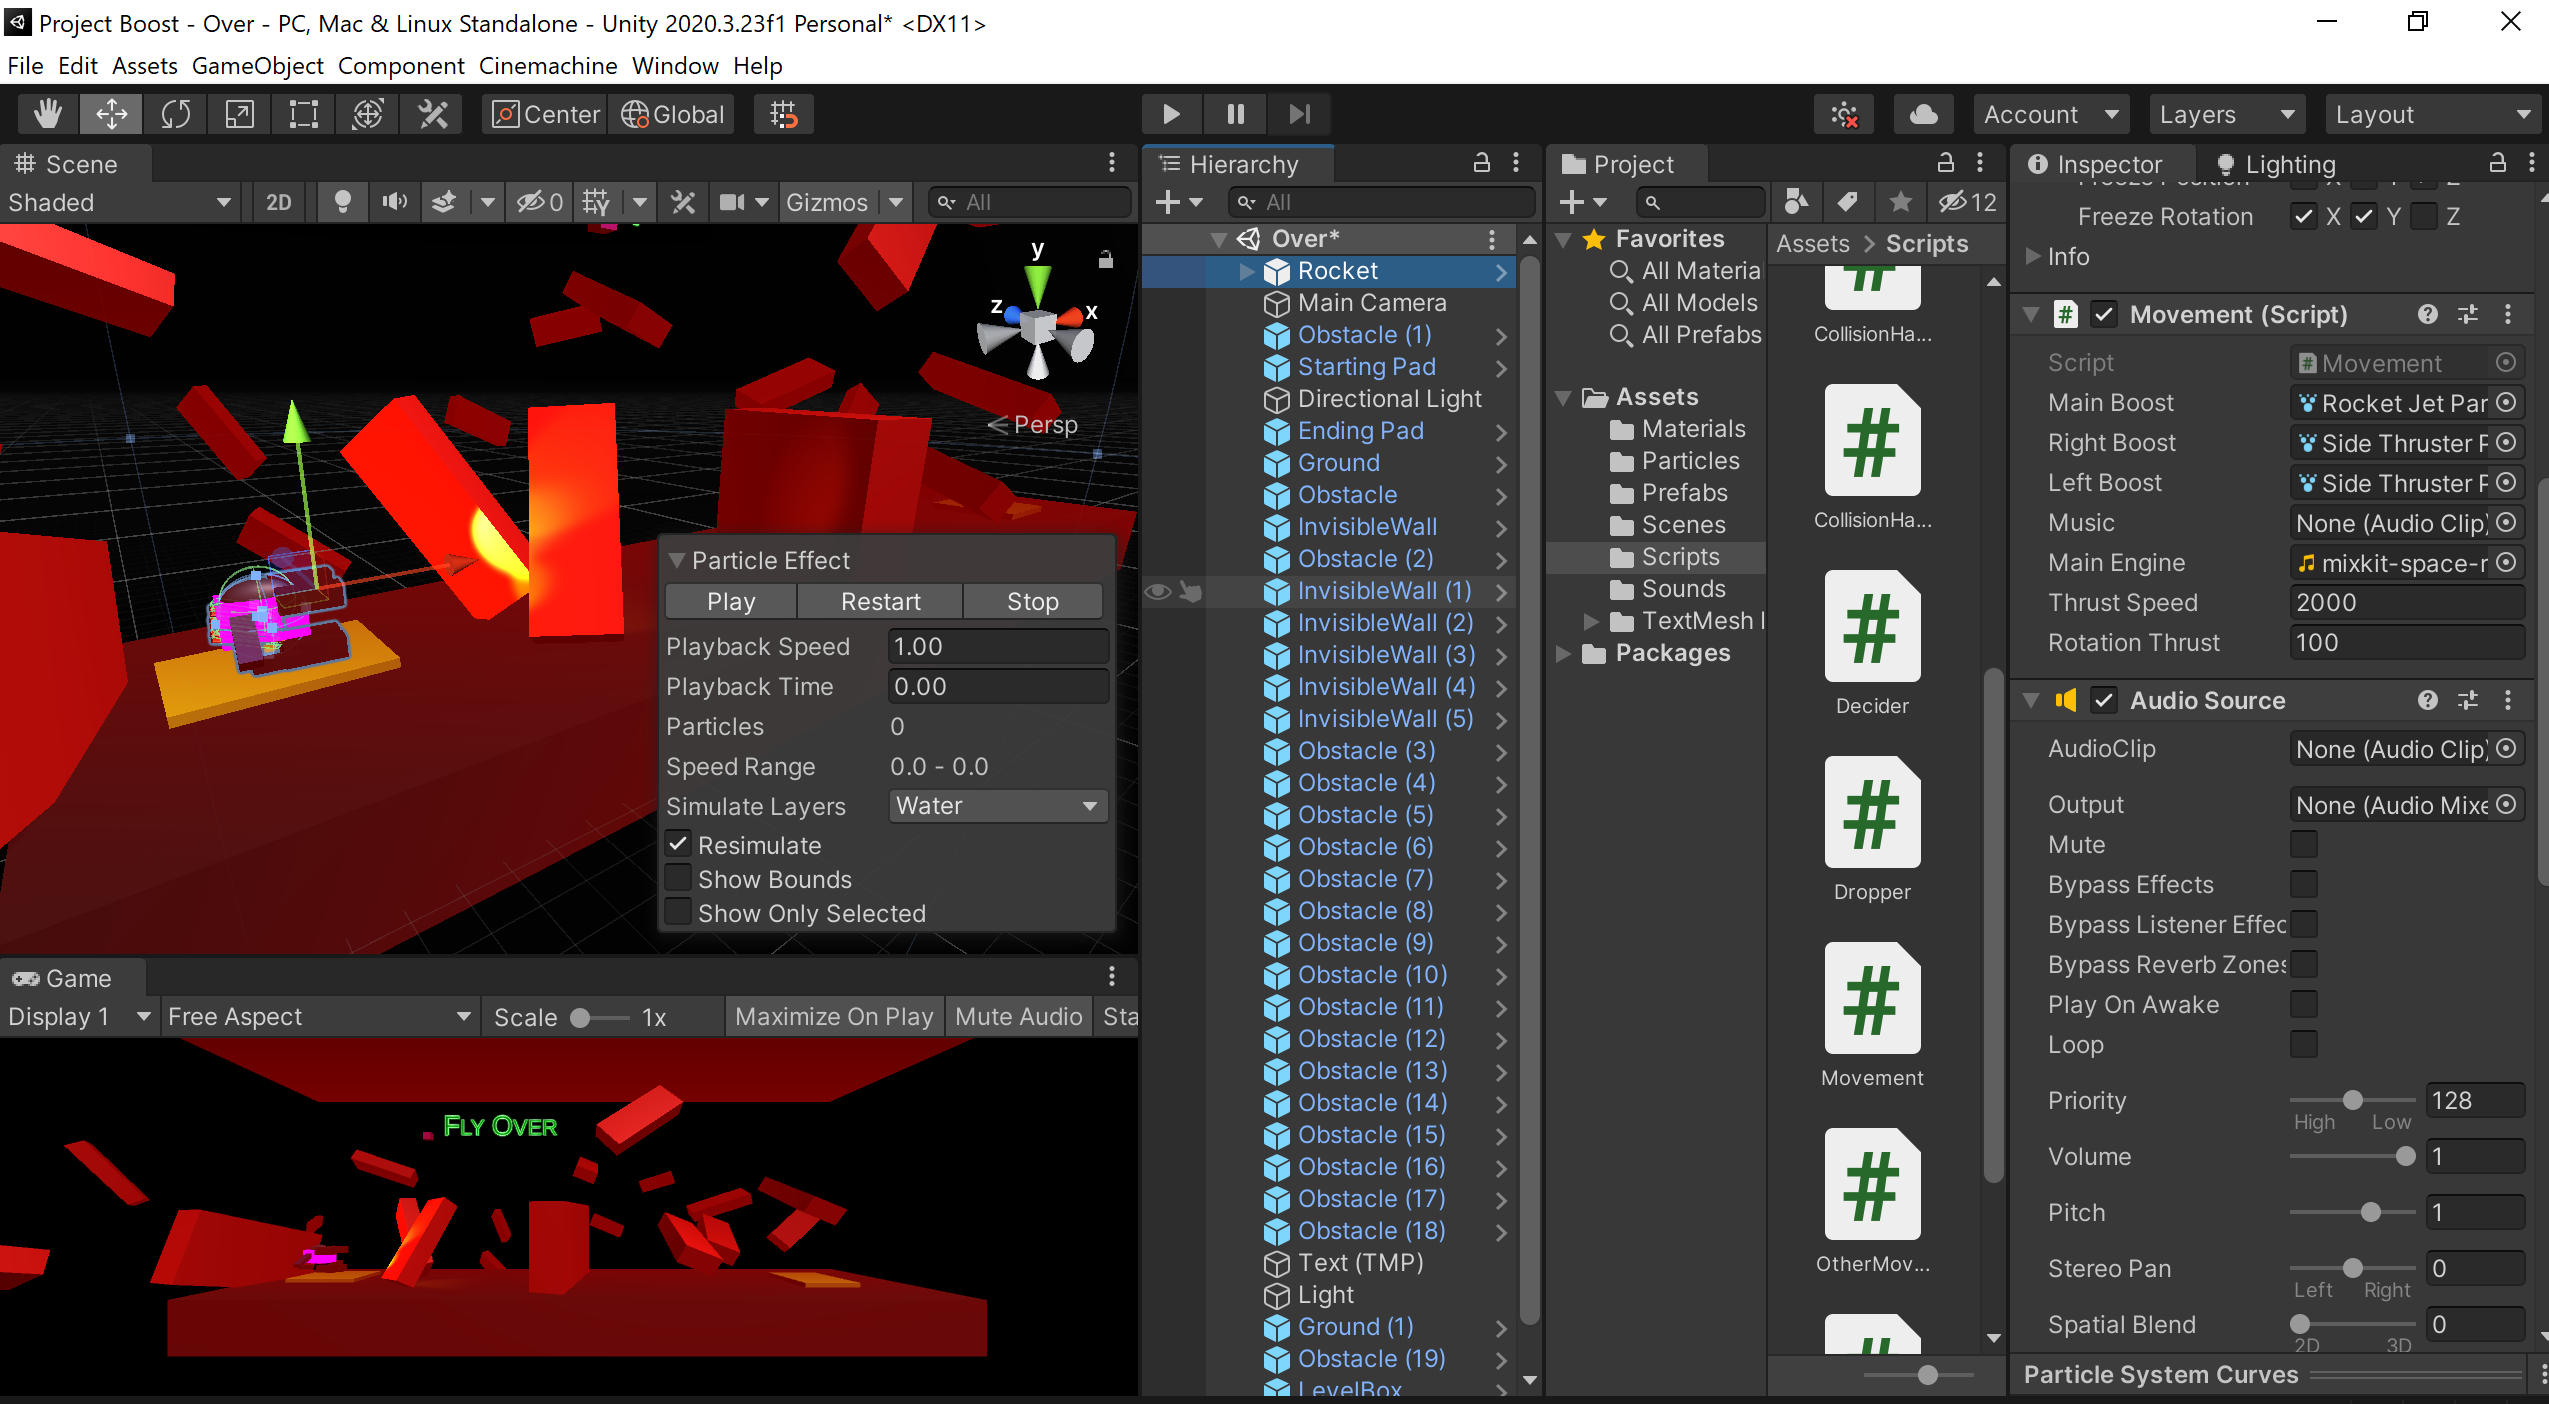 Project Boost - Over - PC, Mac & Linux Standalone - Unity 2020.3.23f1 Personal* <DX11>
File Edit Assets GameObject Component Cinemachine Window Help
Center Global
Account Layers Layout
Scene
Shaded 2D 0 Gizmos All
y
z
x
Persp
Particle Effect
Play Restart Stop
Playback Speed 1.00
Playback Time 0.00
Particles 0
Speed Range 0.0 - 0.0
Simulate Layers Water
Resimulate
Show Bounds
Show Only Selected
Game
Display 1 Free Aspect Scale 1x Maximize On Play Mute Audio Sta
FLY OVER
Hierarchy
All
Over*
Rocket
Main Camera
Obstacle (1)
Starting Pad
Directional Light
Ending Pad
Ground
Obstacle
InvisibleWall
Obstacle (2)
InvisibleWall (1)
InvisibleWall (2)
InvisibleWall (3)
InvisibleWall (4)
InvisibleWall (5)
Obstacle (3)
Obstacle (4)
Obstacle (5)
Obstacle (6)
Obstacle (7)
Obstacle (8)
Obstacle (9)
Obstacle (10)
Obstacle (11)
Obstacle (12)
Obstacle (13)
Obstacle (14)
Obstacle (15)
Obstacle (16)
Obstacle (17)
Obstacle (18)
Text (TMP)
Light
Ground (1)
Obstacle (19)
LevelBox
Project
12
Favorites
All Materia
All Models
All Prefabs
Assets
Materials
Particles
Prefabs
Scenes
Scripts
Sounds
TextMesh
Packages
Assets > Scripts
CollisionHa...
CollisionHa...
Decider
Dropper
Movement
OtherMov...
Inspector Lighting
Freeze Rotation X Y Z
Info
Movement (Script)
Script Movement
Main Boost Rocket Jet Par
Right Boost Side Thruster P
Left Boost Side Thruster P
Music None (Audio Clip)
Main Engine mixkit-space-r
Thrust Speed 2000
Rotation Thrust 100
Audio Source
AudioClip None (Audio Clip)
Output None (Audio Mixe
Mute
Bypass Effects
Bypass Listener Effec
Bypass Reverb Zones
Play On Awake
Loop
Priority 128
High Low
Volume 1
Pitch 1
Stereo Pan 0
Left Right
Spatial Blend 0
2D 3D
Particle System Curves